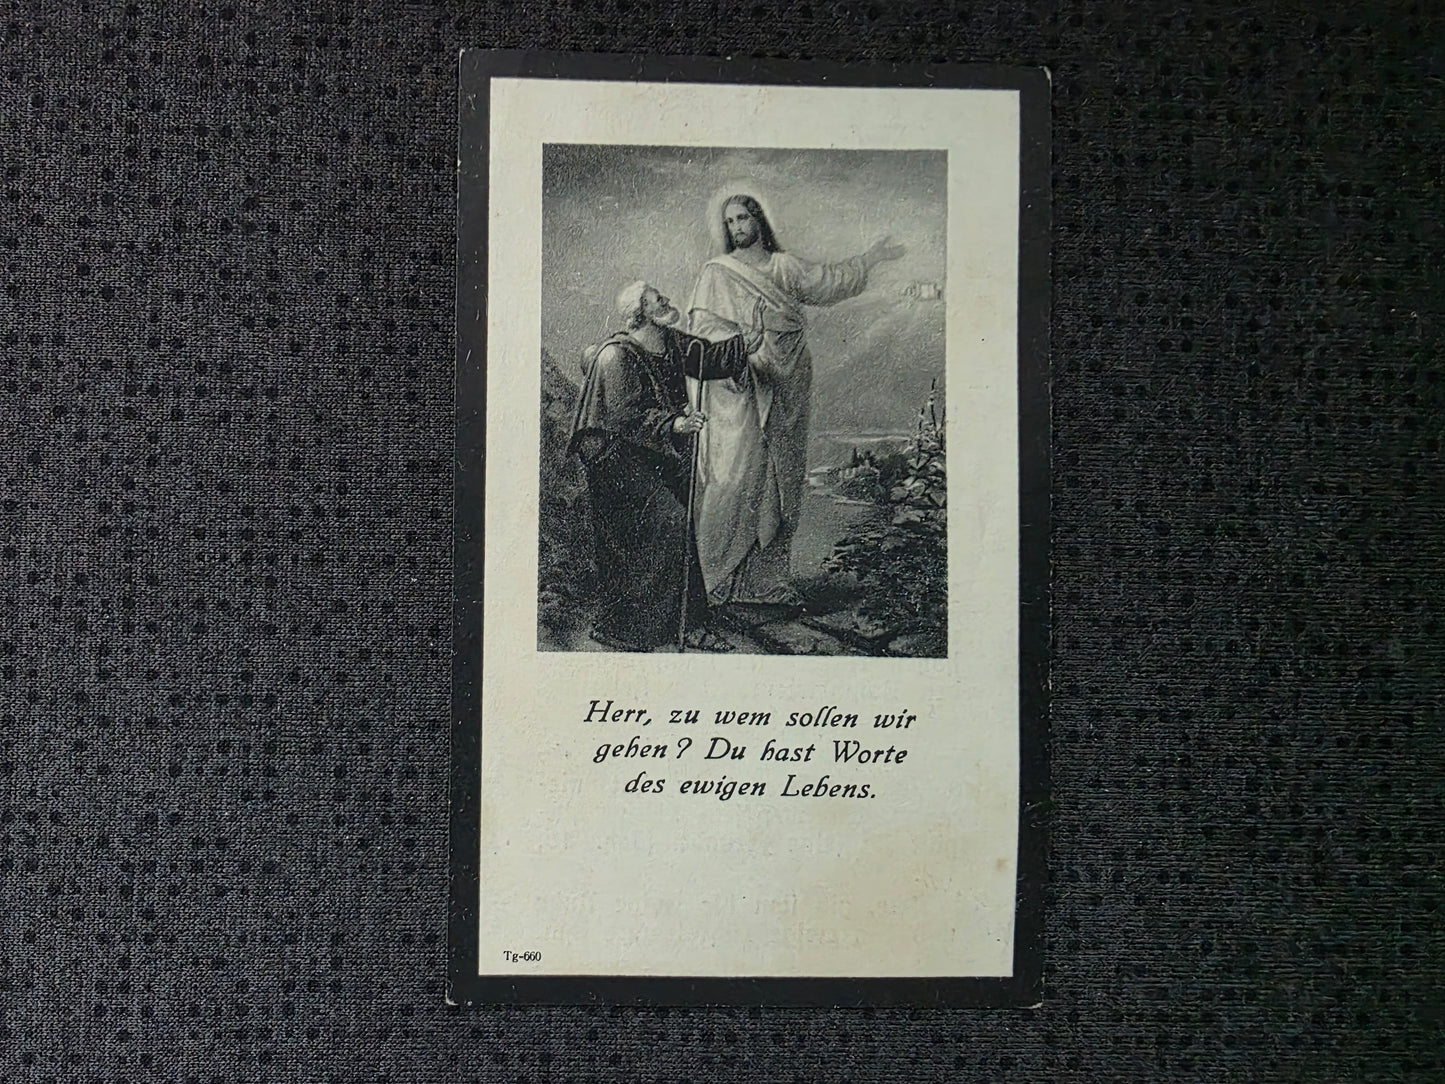 Herr, zu wem sollen wir
gehen? Du hast Worte
des ewigen Lebens.
Tg-660